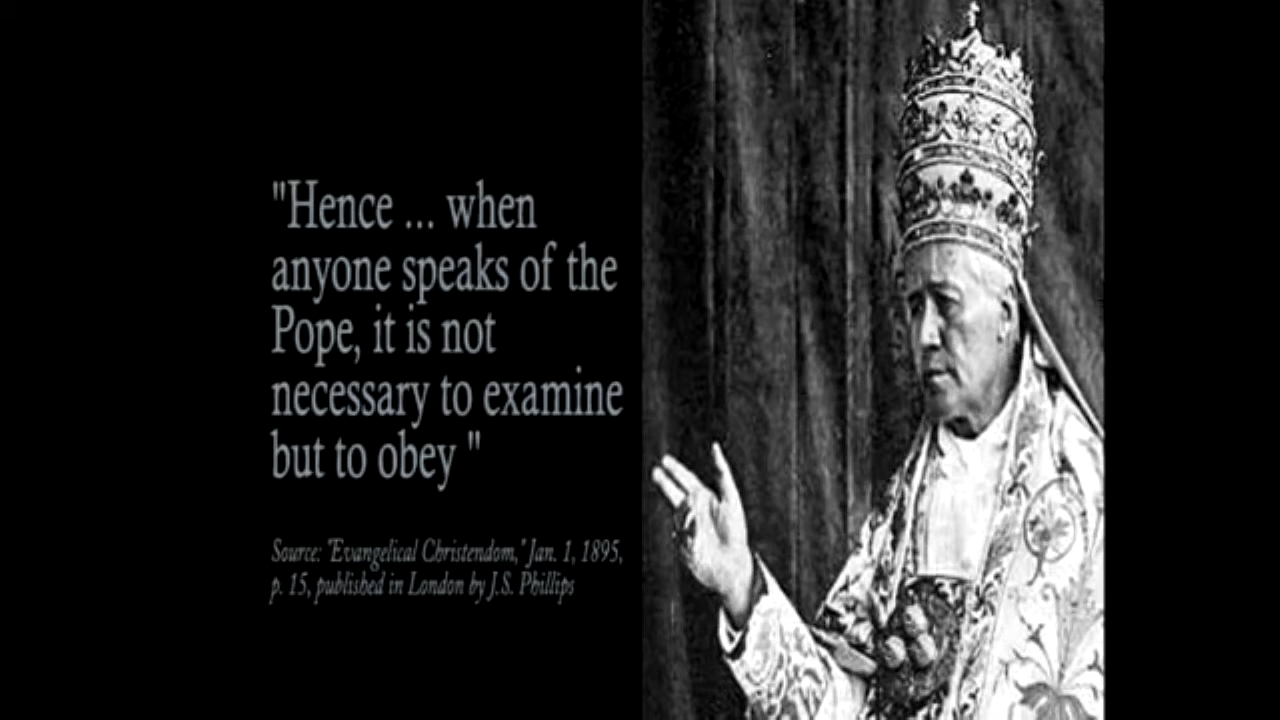 "Hence ... when
anyone speaks of the
Pope, it is not
necessary to examine
but to obey "
Source: "Evangelical Christendom," Jan. 1, 1895,
p. 15, published in London by J.S. Phillips